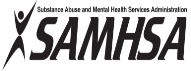 Substance Abuse and Mental Health Services Administration
SAMHSA